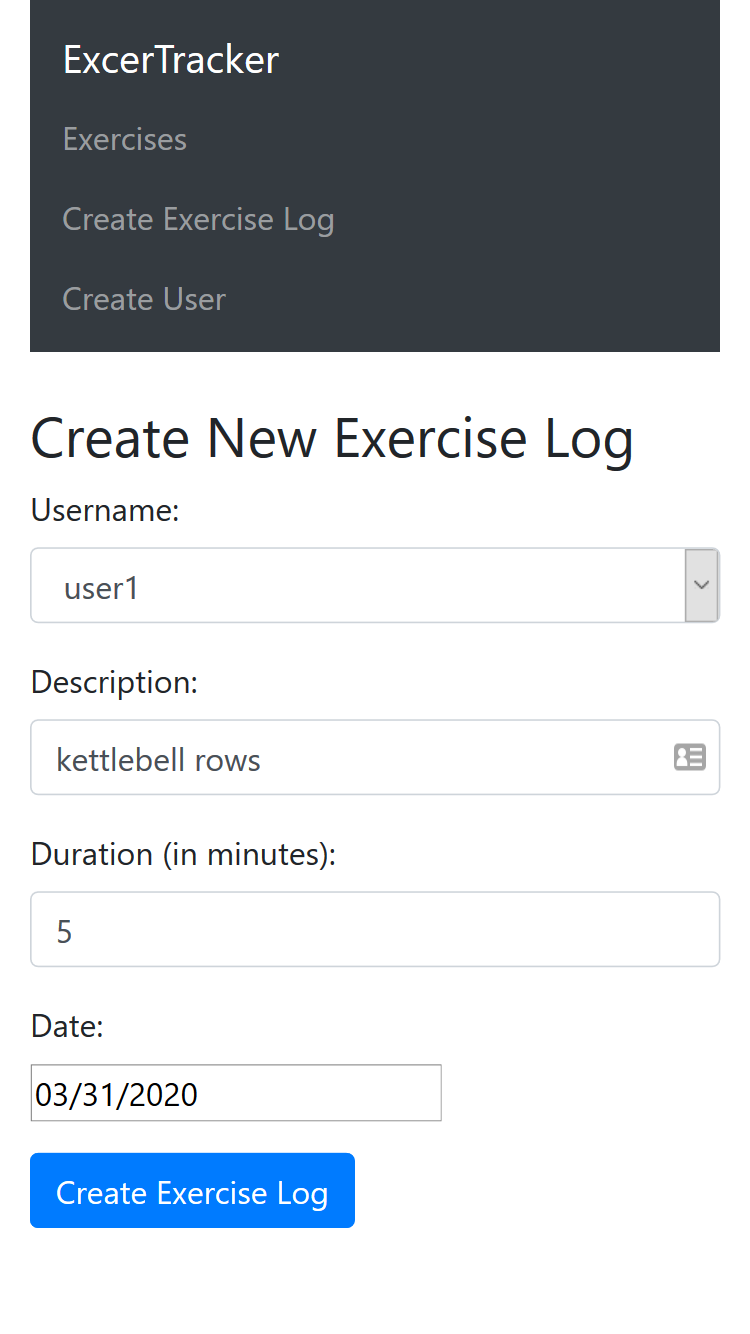 ExcerTracker
Exercises
Create Exercise Log
Create User
Create New Exercise Log
Username:
user1
Description:
kettlebell rows
Duration (in minutes):
5
Date:
03/31/2020
Create Exercise Log